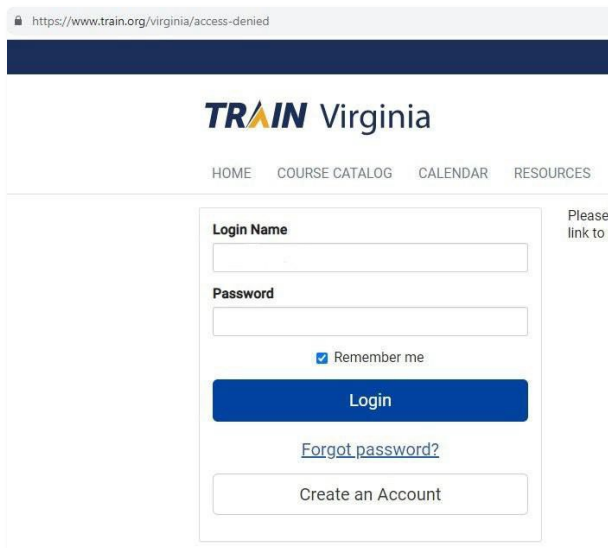 https://www.train.org/virginia/access-denied
TRAIN Virginia
HOME COURSE CATALOG CALENDAR RESOURCES
Login Name
Password
Remember me
Login
Forgot password?
Create an Account
Please
link to